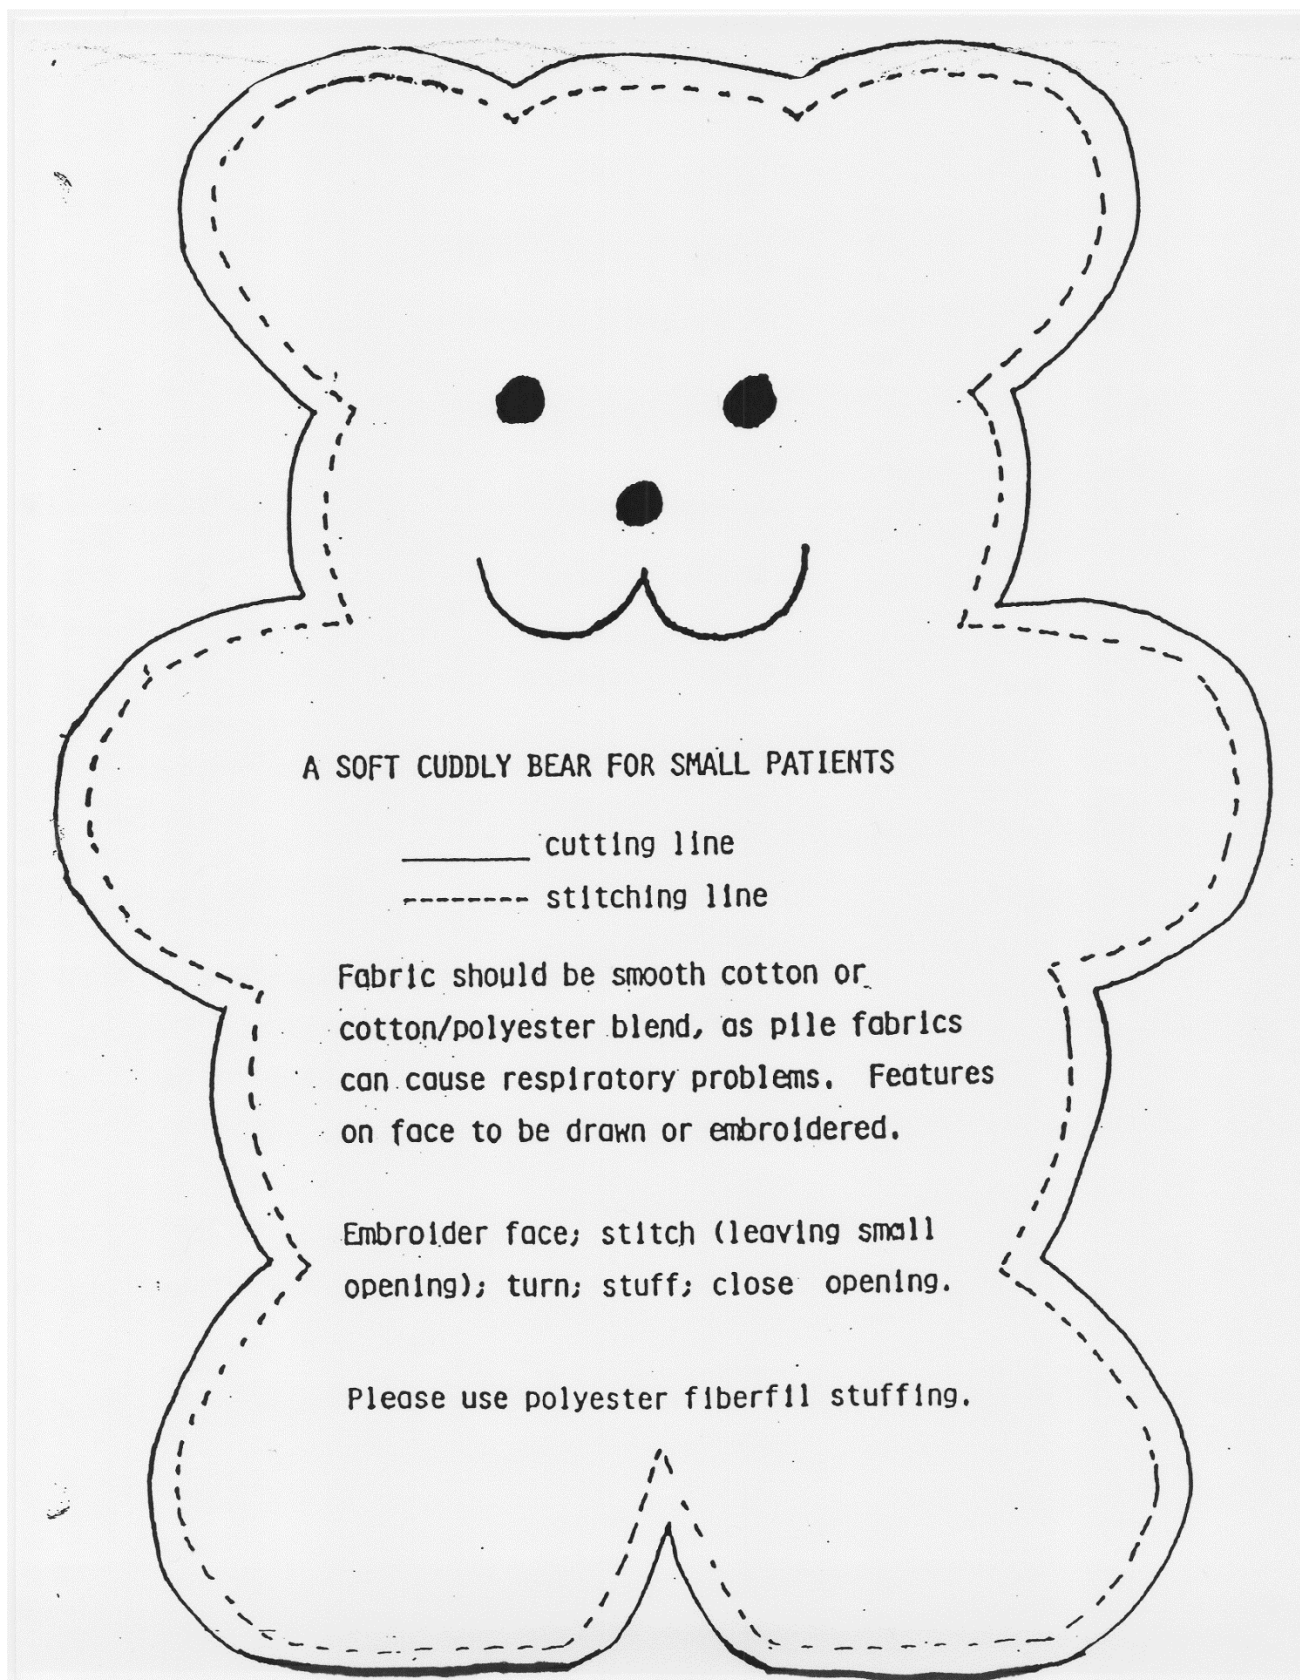 A SOFT CUDDLY BEAR FOR SMALL PATIENTS
cutting line
stitching line
Fabric should be smooth cotton or
cotton/polyester blend, as pile fabrics
can cause respiratory problems.  Features
on face to be drawn or embroidered.
Embroider face; stitch (leaving small
opening); turn; stuff; close opening.
Please use polyester fiberfil stuffing.